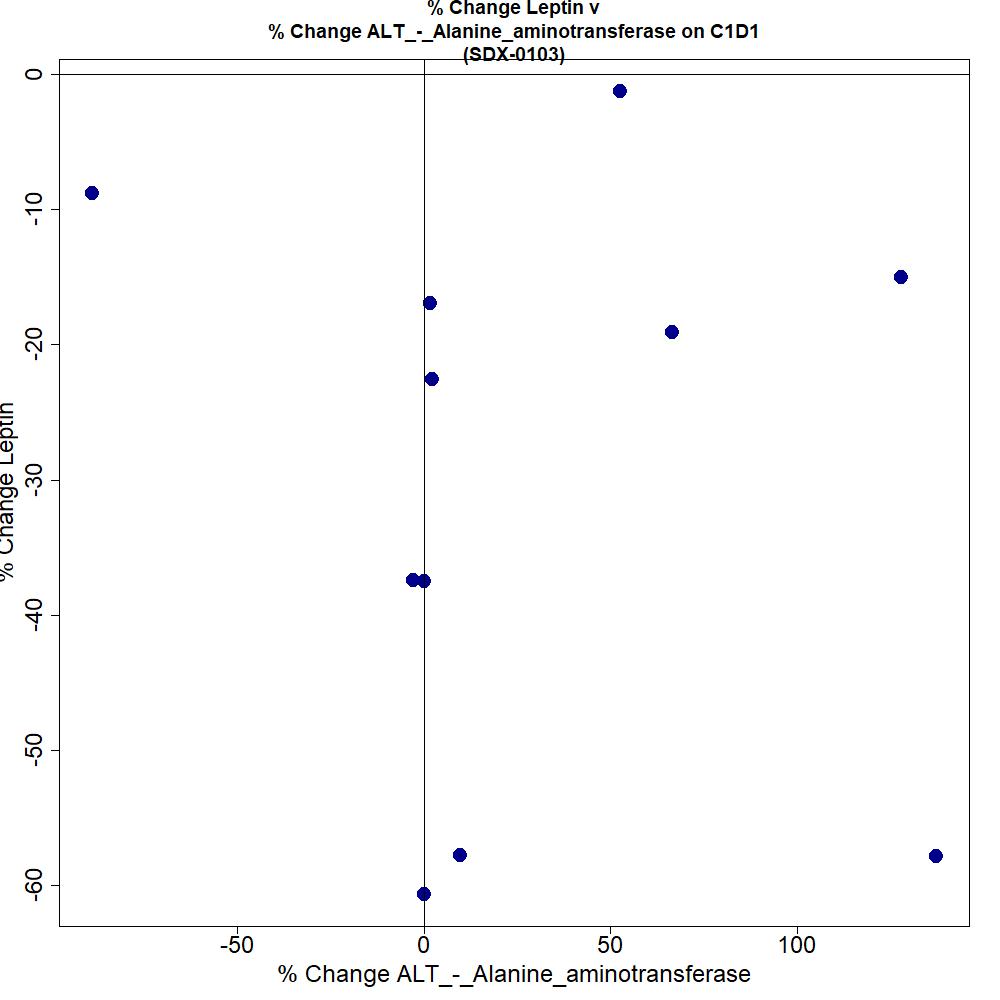 % Change Leptin v
% Change ALT_-_Alanine_aminotransferase on C1D1
(SDX-0103)
% Change Leptin
0
-10
-20
-30
-40
-50
-60
-50
0
50
100
% Change ALT_-_Alanine_aminotransferase